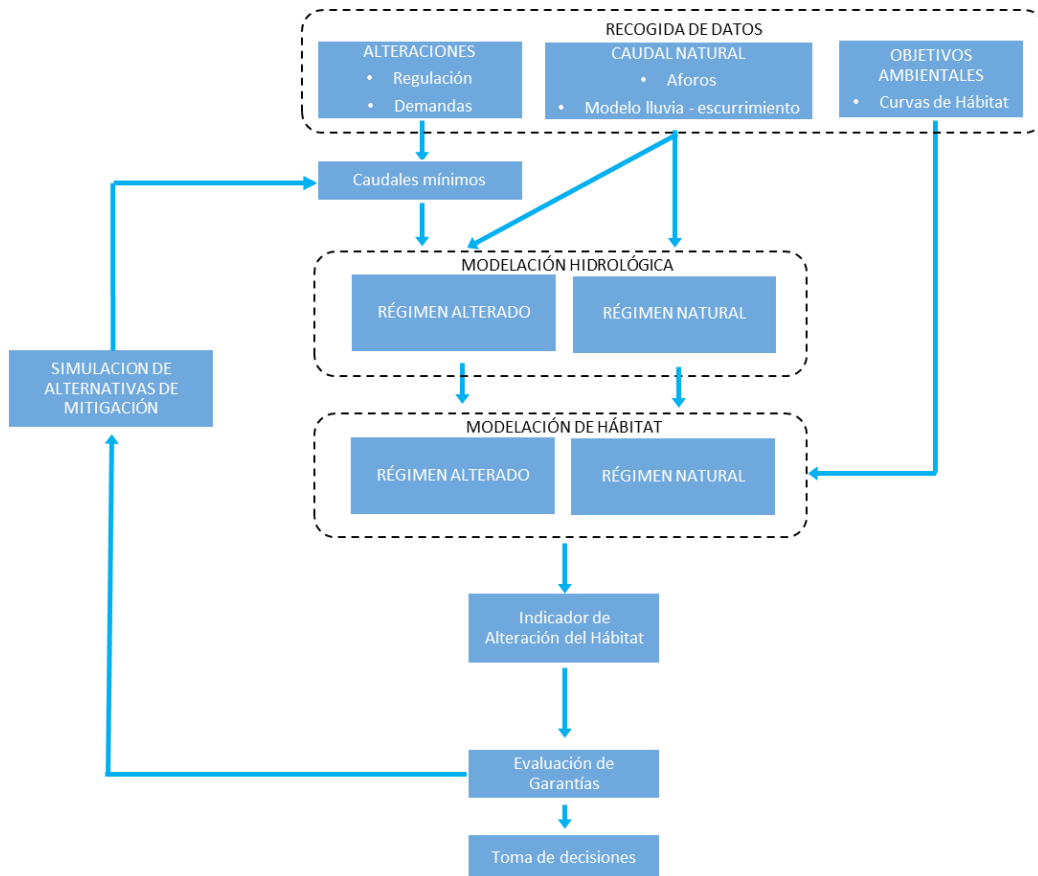 RECOGIDA DE DATOS
ALTERACIONES
• Regulación
• Demandas
CAUDAL NATURAL
• Aforos
• Modelo lluvia - escurrimiento
OBJETIVOS
AMBIENTALES
• Curvas de Hábitat
Caudales mínimos
MODELACIÓN HIDROLÓGICA
RÉGIMEN ALTERADO
RÉGIMEN NATURAL
SIMULACION DE
ALTERNATIVAS DE
MITIGACIÓN
MODELACIÓN DE HÁBITAT
RÉGIMEN ALTERADO
RÉGIMEN NATURAL
Indicador de
Alteración del Hábitat
Evaluación de
Garantías
Toma de decisiones